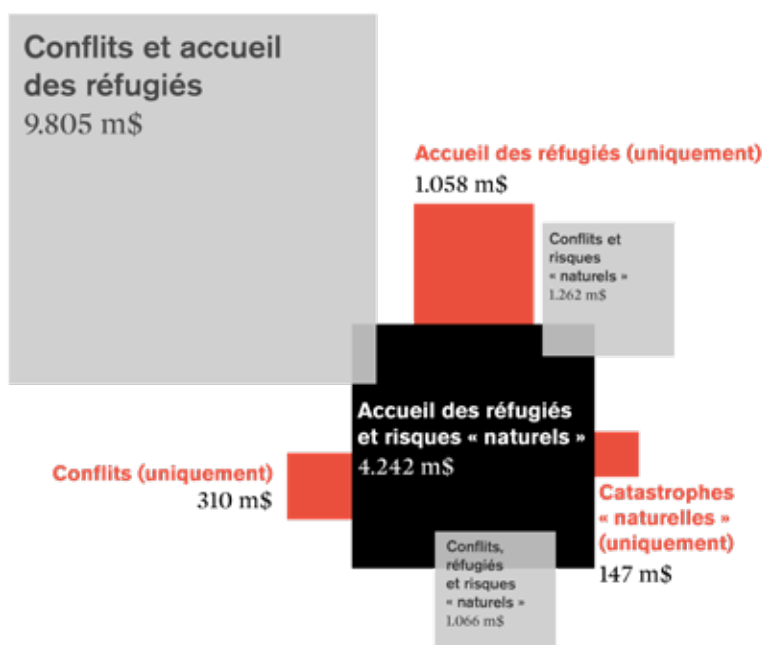 Conflits et accueil
des réfugiés
9.805 m$
Accueil des réfugiés (uniquement)
1.058 m$
Conflits et
risques
« naturels »
1.262 m$
Accueil des réfugiés
et risques « naturels »
4.242 m$
Conflits (uniquement)
310 m$
Catastrophes
« naturelles »
(uniquement)
147 m$
Conflits,
réfugiés
et risques
« naturels »
1.066 m$